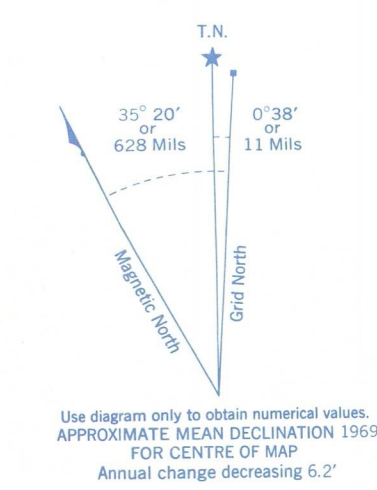 T.N.
35° 20′
or
628 Mils
0°38′
or
11 Mils
Magnetic North
Grid North
Use diagram only to obtain numerical values.
APPROXIMATE MEAN DECLINATION 1969
FOR CENTRE OF MAP
Annual change decreasing 6.2′